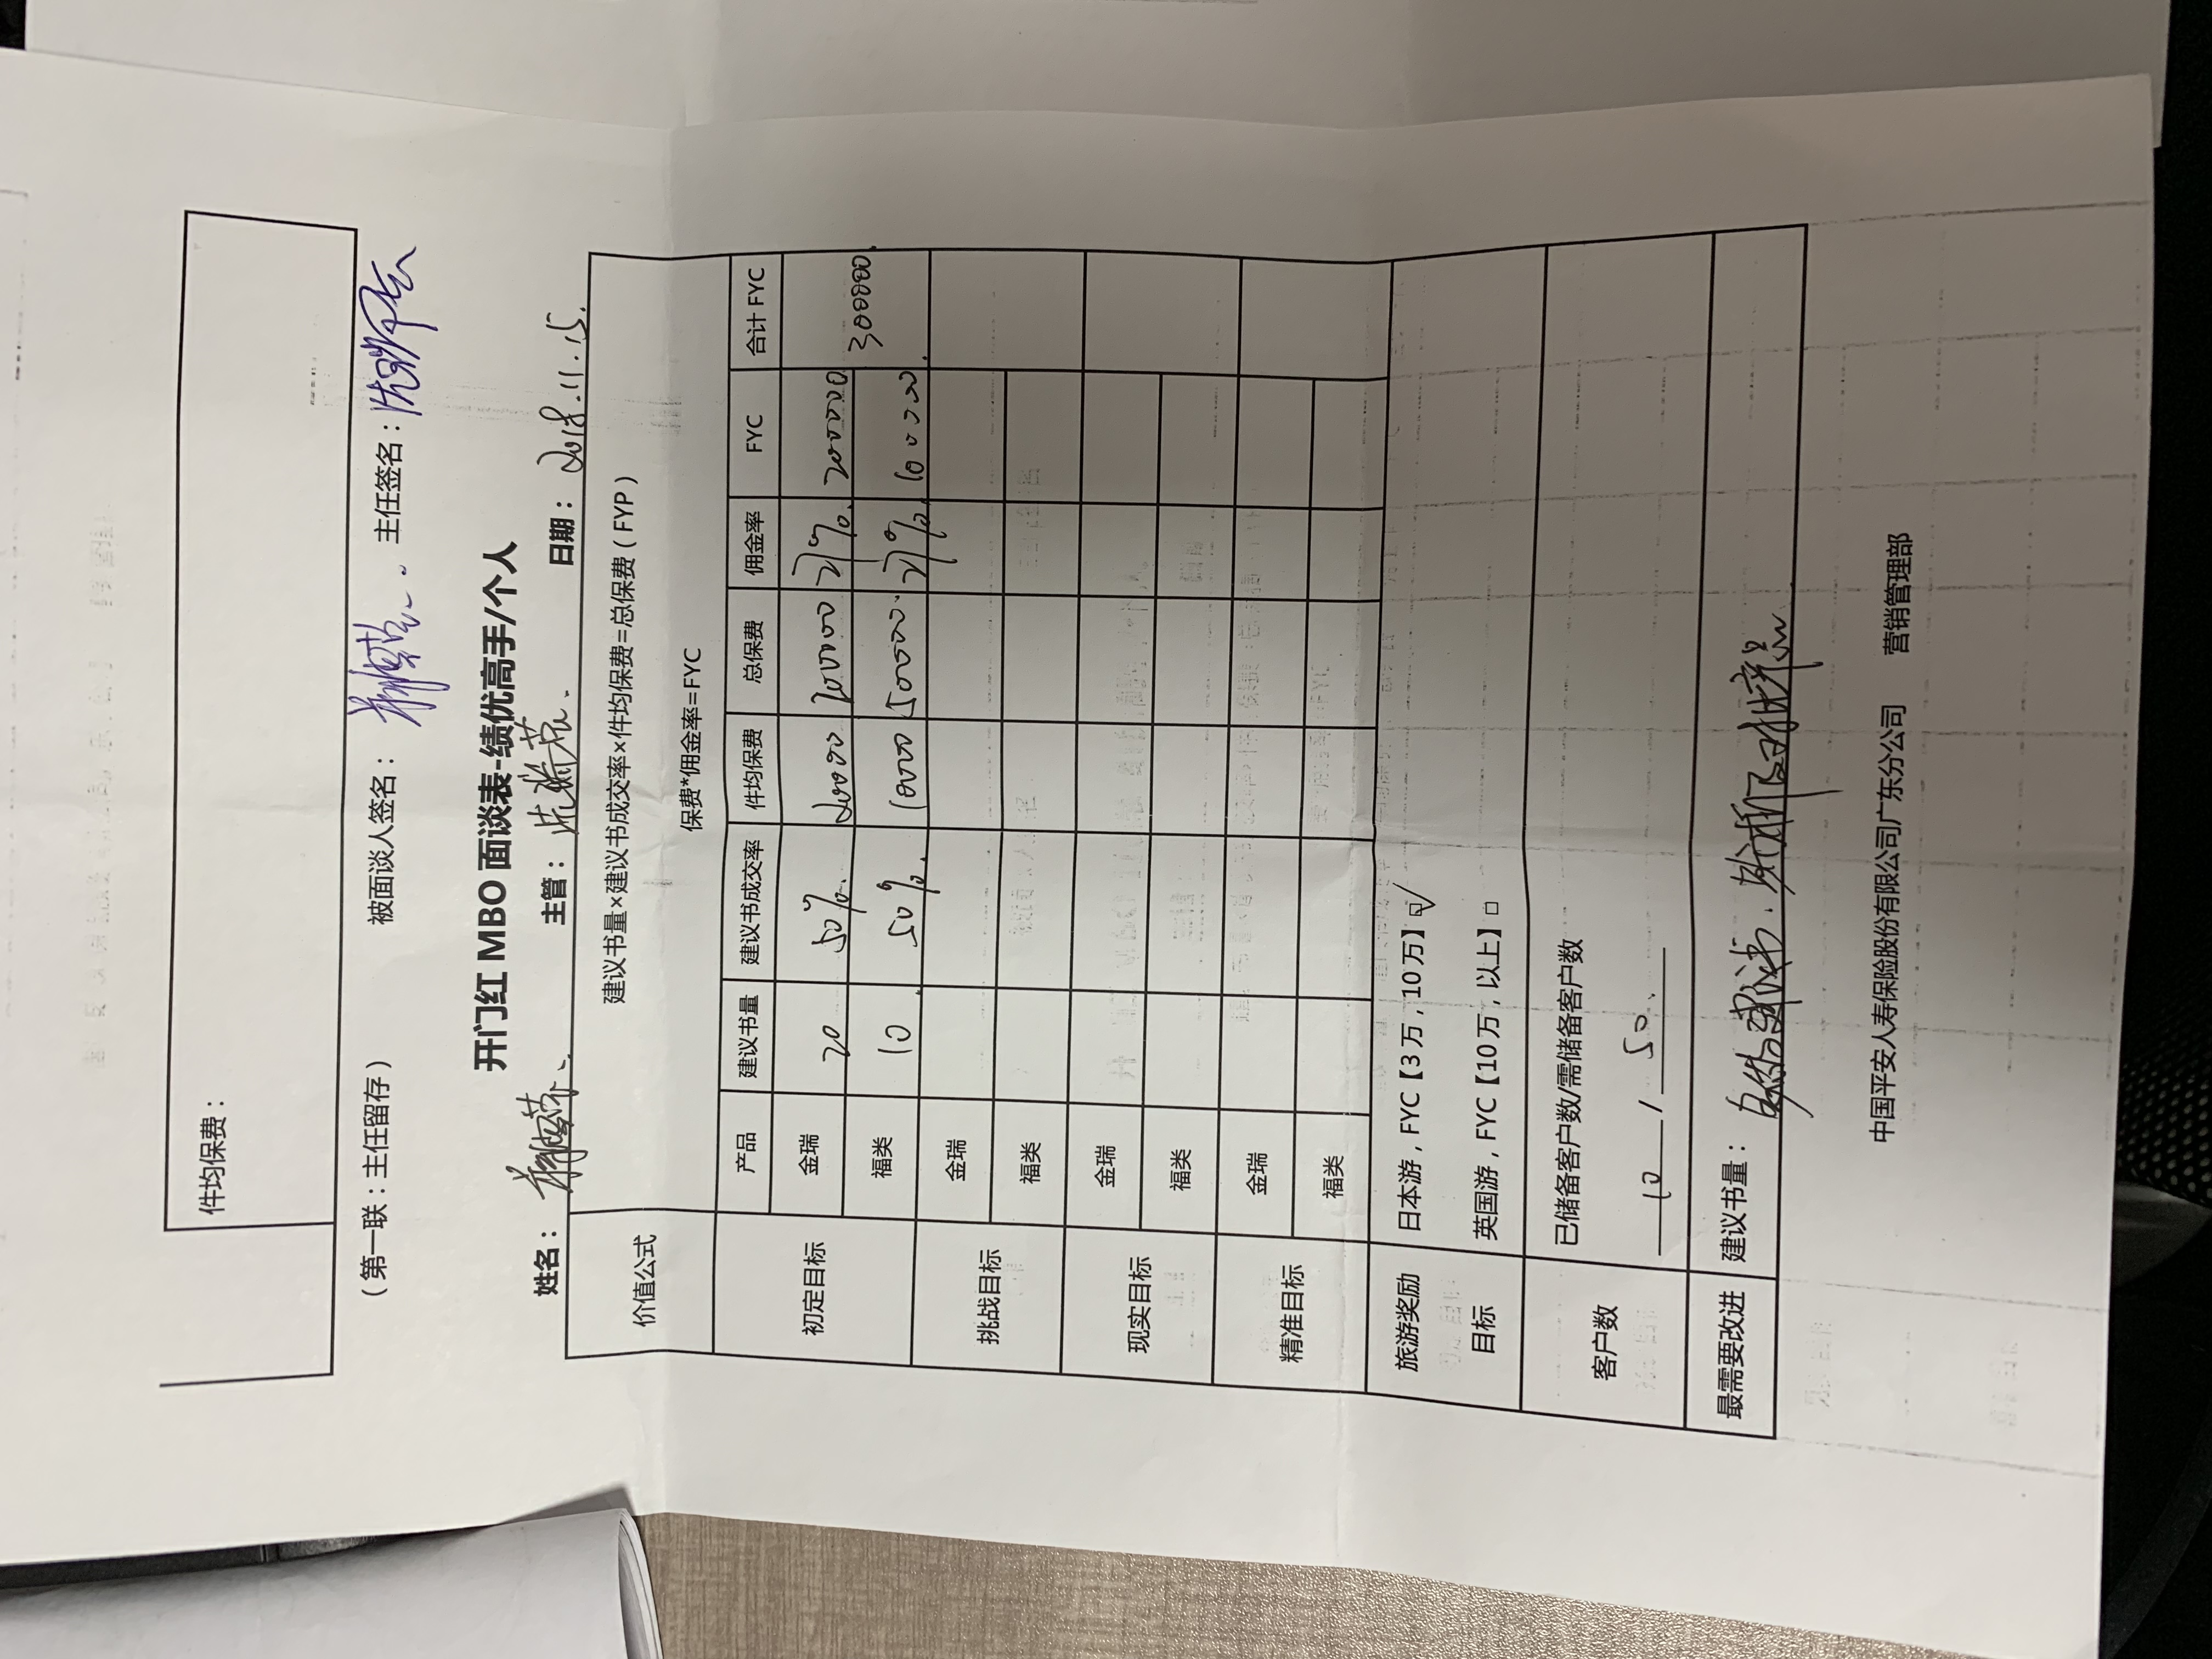 件均保费：
（第一联：主任留存） 被面谈人签名： 主任签名：
开门红 MBO 面谈表-绩优高手/个人
姓名： 主管： 日期：2018.11.15.
价值公式 建议书量×建议书成交率×件均保费=总保费（FYP）
保费*佣金率=FYC
产品 建议书量 建议书成交率 件均保费 总保费 佣金率 FYC 合计 FYC
初定目标 金瑞 20 50%. 20000 200000 21%. 300000
福类 10 50%. 10000 50000. 21%.
挑战目标 金瑞
福类
现实目标 金瑞
福类
精准目标 金瑞
福类
旅游奖励 日本游，FYC【3万，10万】□√
目标 英国游，FYC【10万，以上】□
客户数 已储备客户数/需储备客户数
10 / 50.
最需要改进 建议书量：
中国平安人寿保险股份有限公司广东分公司 营销管理部